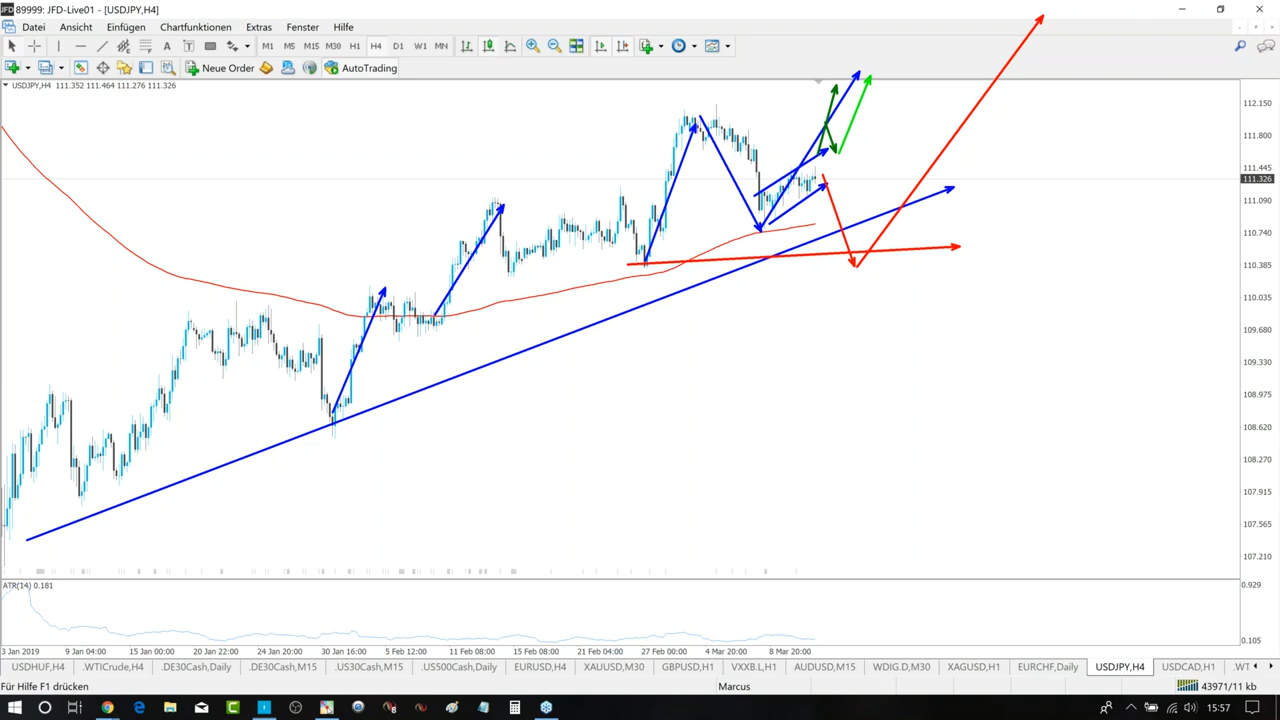 JFD 89999: JFD-Live01 - [USDJPY,H4]
Datei Ansicht Einfügen Chartfunktionen Extras Fenster Hilfe
A T M1 M5 M15 M30 H1 H4 D1 W1 MN
Neue Order AutoTrading
USDJPY,H4 111.352 111.464 111.276 111.326
112.150
111.800
111.445
111.326
111.090
110.740
110.385
110.035
109.680
109.330
108.975
108.620
108.270
107.915
107.565
107.210
ATR(14) 0.181
0.929
0.105
3 Jan 2019 9 Jan 04:00 15 Jan 00:00 20 Jan 22:00 25 Jan 20:00 30 Jan 16:00 5 Feb 12:00 11 Feb 08:00 15 Feb 08:00 21 Feb 04:00 27 Feb 00:00 4 Mar 20:00 8 Mar 20:00
USDHUF,H4 .WTICrude,H4 .DE30Cash,Daily .DE30Cash,M15 .US30Cash,M15 .US500Cash,Daily EURUSD,H4 XAUUSD,M30 GBPUSD,H1 VXXB.L,H1 AUDUSD,M15 WDIG.D,M30 XAGUSD,H1 EURCHF,Daily USDJPY,H4 USDCAD,H1 .WT
Für Hilfe F1 drücken Marcus 43971/11 kb
15:57